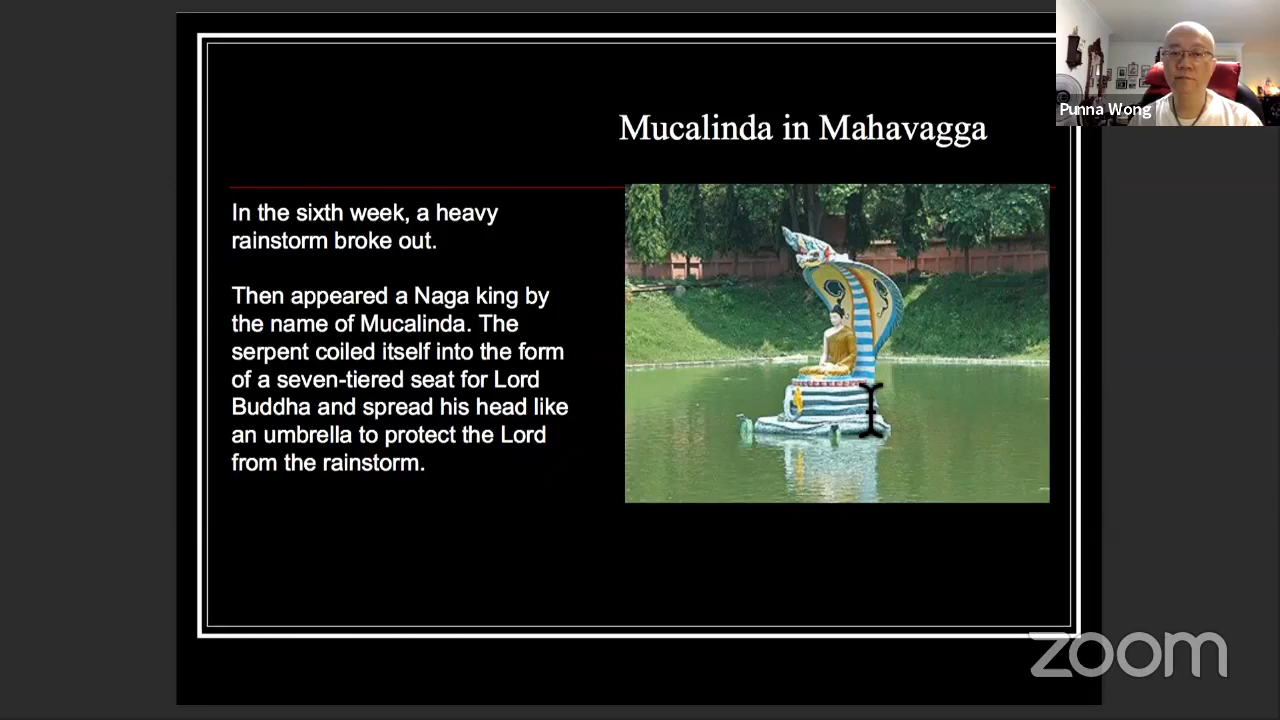 Punna Wong
Mucalinda in Mahavagga
In the sixth week, a heavy
rainstorm broke out.
Then appeared a Naga king by
the name of Mucalinda. The
serpent coiled itself into the form
of a seven-tiered seat for Lord
Buddha and spread his head like
an umbrella to protect the Lord
from the rainstorm.
zoom